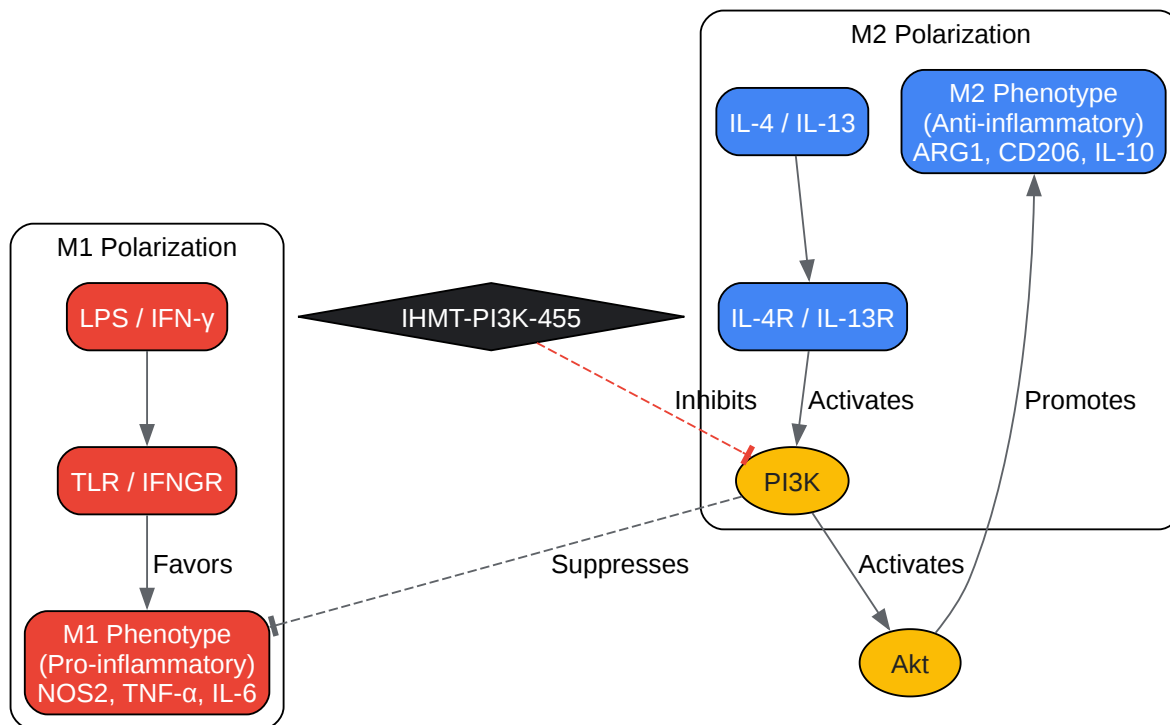 M2 Polarization
IL-4 / IL-13
M2 Phenotype
(Anti-inflammatory)
ARG1, CD206, IL-10
M1 Polarization
LPS / IFN-γ
IHMT-PI3K-455
IL-4R / IL-13R
Inhibits
Activates
Promotes
TLR / IFNGR
PI3K
Favors
Suppresses
Activates
M1 Phenotype
(Pro-inflammatory)
NOS2, TNF-α, IL-6
Akt